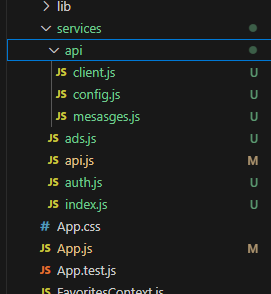 lib
services
api
JS client.js U
JS config.js U
JS mesasges.js U
JS ads.js U
JS api.js M
JS auth.js U
JS index.js U
# App.css
JS App.js M
JS App.test.js
JS FavoritesContext.js